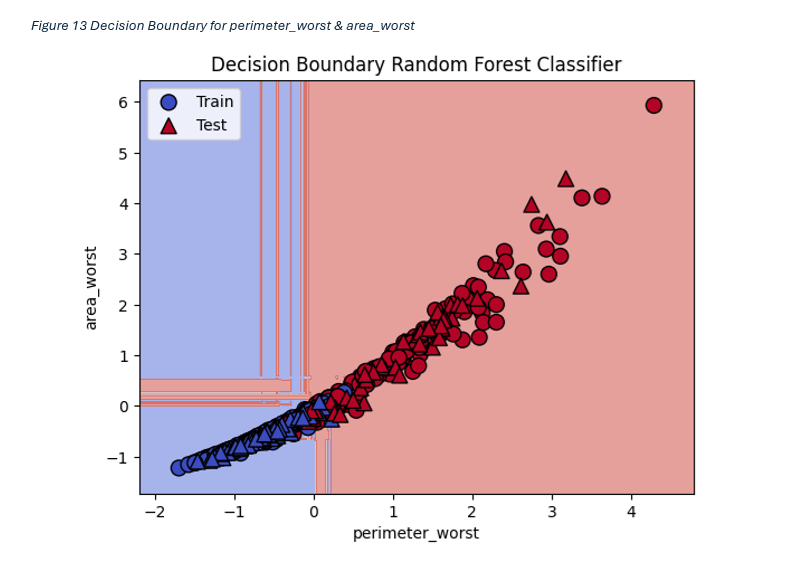 Figure 13 Decision Boundary for perimeter_worst & area_worst
Decision Boundary Random Forest Classifier
Train
Test
6
5
4
3
2
1
0
−1
area_worst
−2 −1 0 1 2 3 4
perimeter_worst